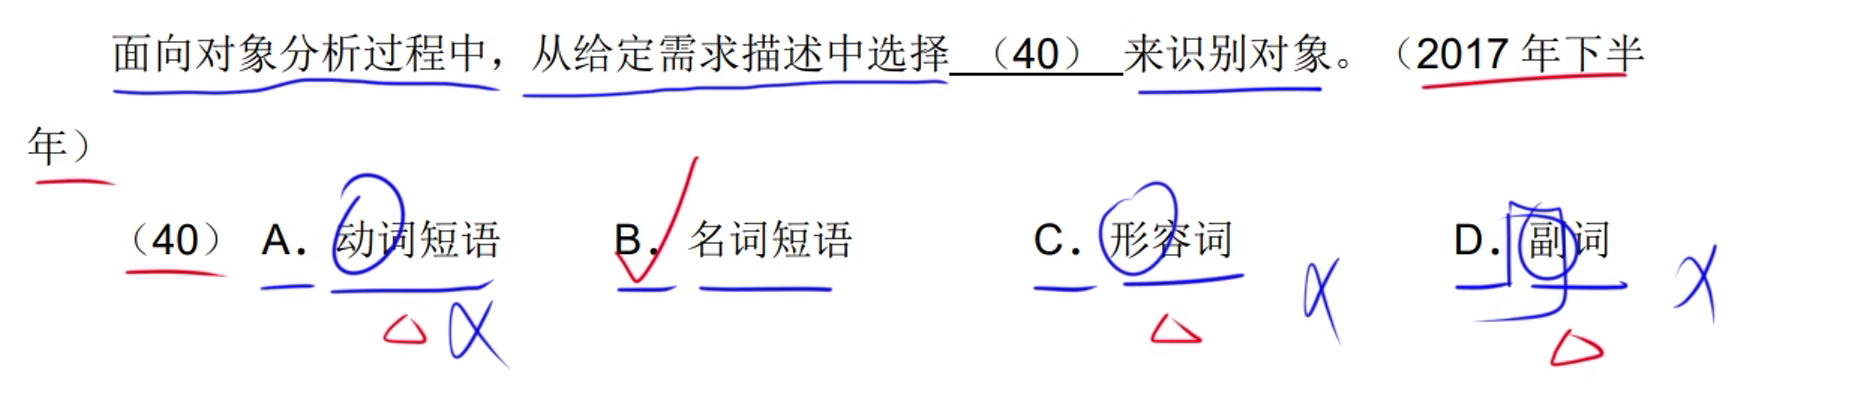 面向对象分析过程中，从给定需求描述中选择 （40） 来识别对象。（2017 年下半
年）
（40） A. 动词短语 B. 名词短语 C. 形容词 D. 副词